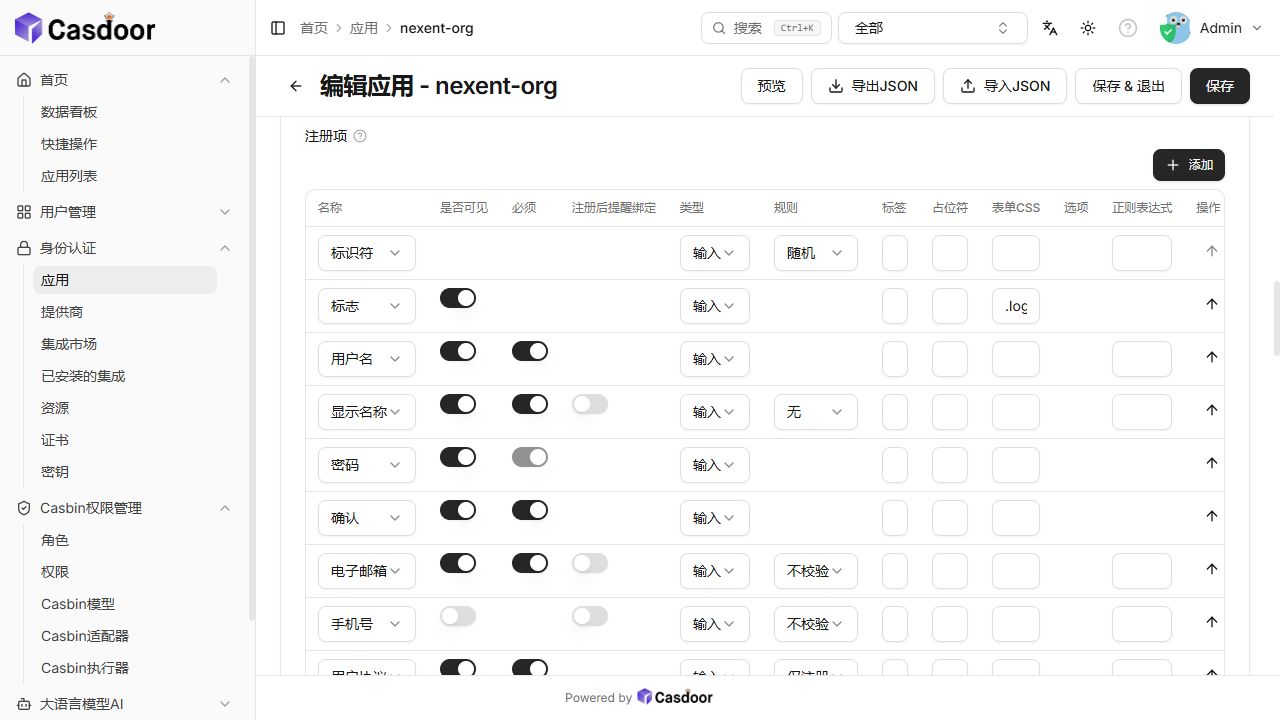 Casdoor
首页
应用
nexent-org
搜索
Ctrl+K
全部
Admin
首页
数据看板
快捷操作
应用列表
用户管理
身份认证
应用
提供商
集成市场
已安装的集成
资源
证书
密钥
Casbin权限管理
角色
权限
Casbin模型
Casbin适配器
Casbin执行器
大语言模型AI
编辑应用 - nexent-org
预览
导出JSON
导入JSON
保存 & 退出
保存
注册项
添加
名称 是否可见 必须 注册后提醒绑定 类型 规则 标签 占位符 表单CSS 选项 正则表达式 操作
标识符 输入 随机
标志 输入 .log
用户名 输入
显示名称 输入 无
密码 输入
确认 输入
电子邮箱 输入 不校验
手机号 输入 不校验
Powered by Casdoor